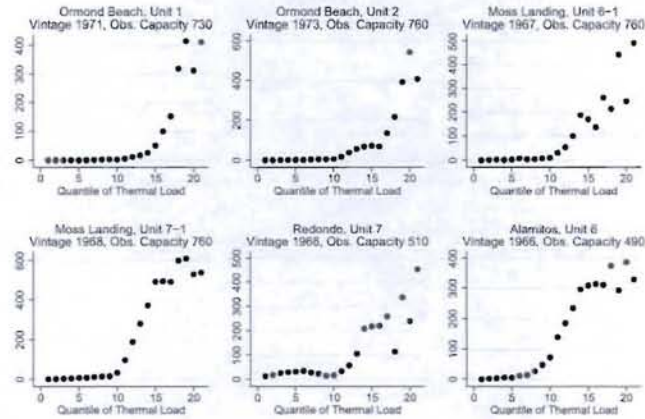 Ormond Beach, Unit 1
Vintage 1971, Obs. Capacity 730
0 100 200 300 400
0 5 10 15 20
Quantile of Thermal Load
Ormond Beach, Unit 2
Vintage 1973, Obs. Capacity 760
0 200 400 600
0 5 10 15 20
Quantile of Thermal Load
Moss Landing, Unit 6-1
Vintage 1967, Obs. Capacity 760
0 100 200 300 400 500
0 5 10 15 20
Quantile of Thermal Load
Moss Landing, Unit 7-1
Vintage 1968, Obs. Capacity 760
0 200 400 600
0 5 10 15 20
Quantile of Thermal Load
Redondo, Unit 7
Vintage 1966, Obs. Capacity 510
0 100 200 300 400 500
0 5 10 15 20
Quantile of Thermal Load
Alamitos, Unit 6
Vintage 1966, Obs. Capacity 490
0 100 200 300 400
0 5 10 15 20
Quantile of Thermal Load